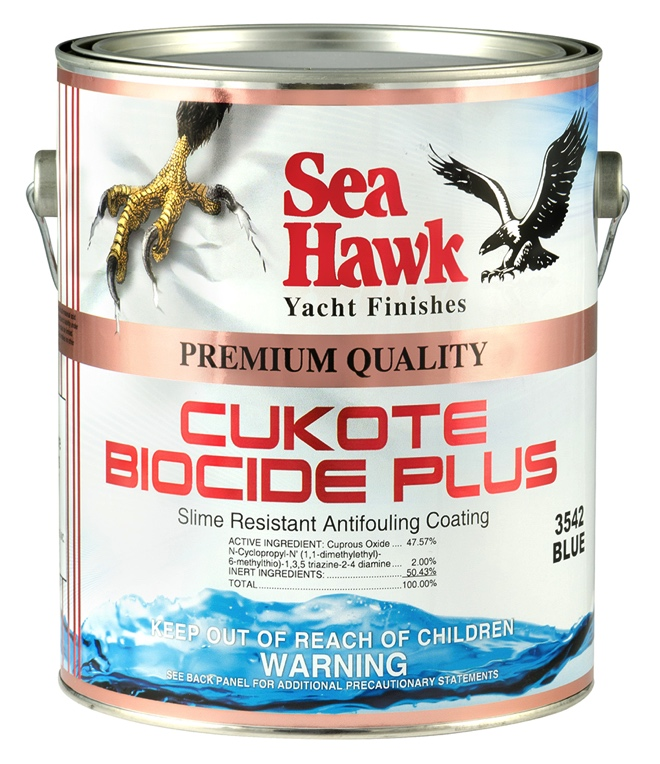 Sea
Hawk
Yacht Finishes
PREMIUM QUALITY
CUKOTE
BIOCIDE PLUS
Slime Resistant Antifouling Coating
3542
BLUE
ACTIVE INGREDIENT: Cuprous Oxide .... 47.57%
N-Cyclopropyl-N' (1,1-dimethylethyl)-
6-methylthio)-1,3,5 triazine-2-4 diamine.... 2.00%
INERT INGREDIENTS: ........................ 50.43%
TOTAL ........................................ 100.00%
KEEP OUT OF REACH OF CHILDREN
WARNING
SEE BACK PANEL FOR ADDITIONAL PRECAUTIONARY STATEMENTS